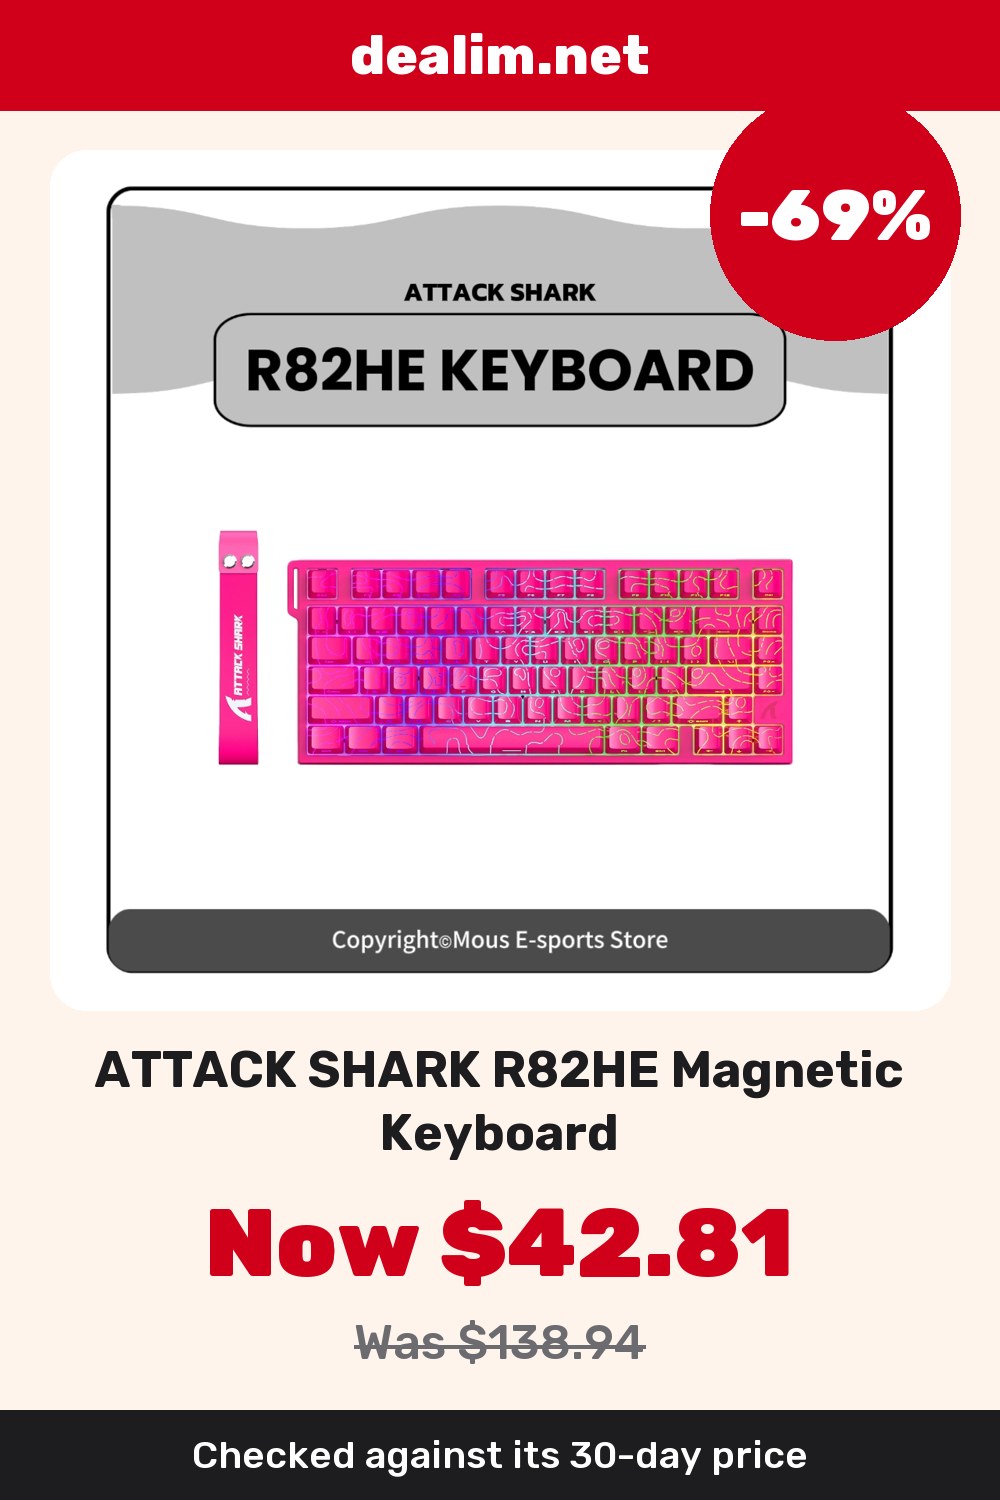 dealim.net
-69%
ATTACK SHARK
R82HE KEYBOARD
ATTACK SHARK
Copyright©Mous E-sports Store
ATTACK SHARK R82HE Magnetic
Keyboard
Now $42.81
Was $138.94
Checked against its 30-day price